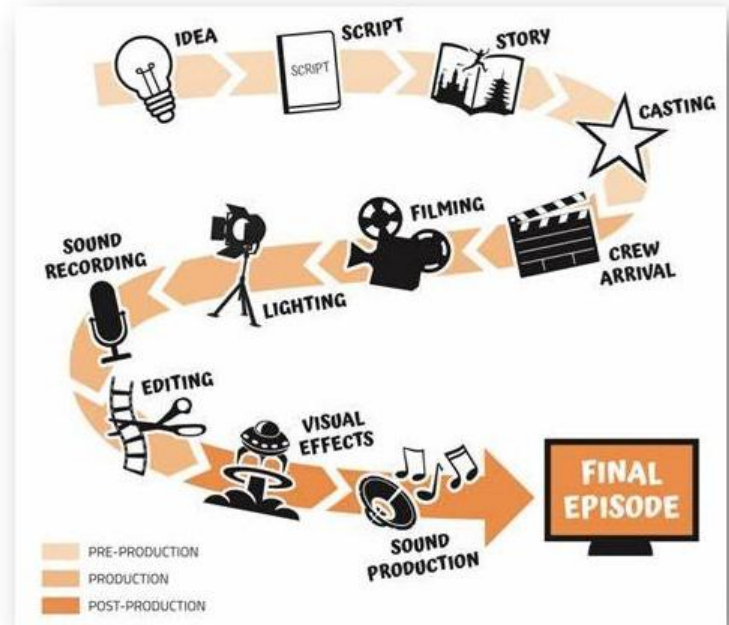 IDEA
SCRIPT
SCRIPT
STORY
CASTING
CREW
ARRIVAL
FILMING
LIGHTING
SOUND
RECORDING
EDITING
VISUAL
EFFECTS
SOUND
PRODUCTION
FINAL
EPISODE
PRE-PRODUCTION
PRODUCTION
POST-PRODUCTION